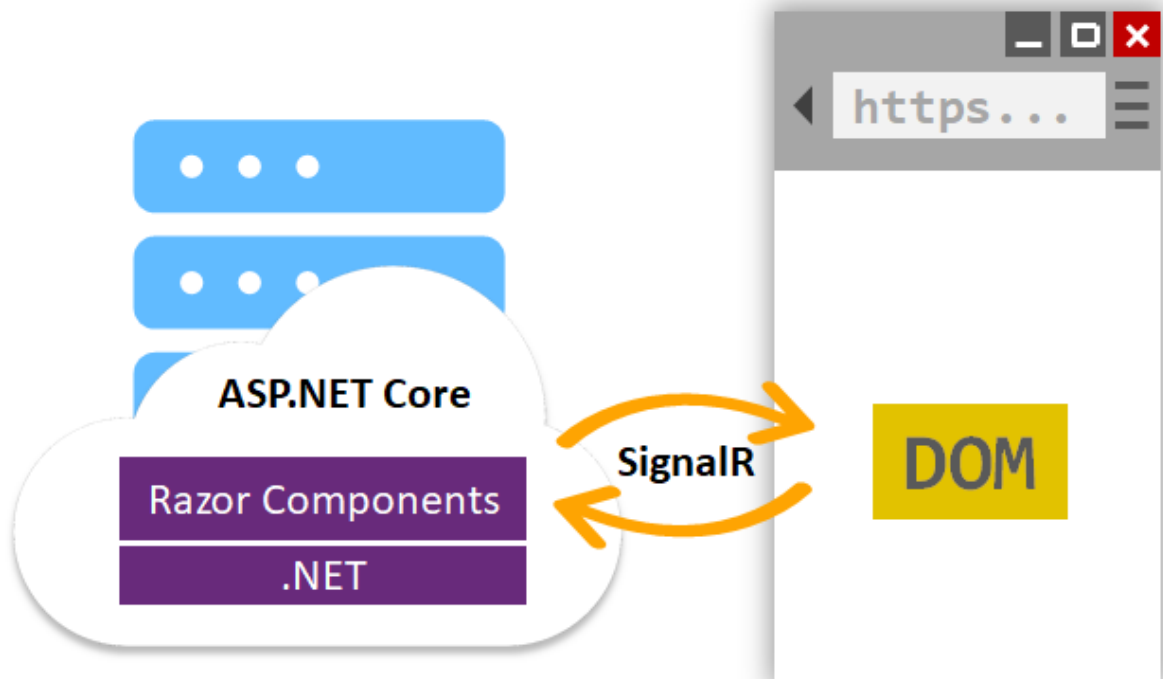 https...
ASP.NET Core
SignalR
DOM
Razor Components
.NET